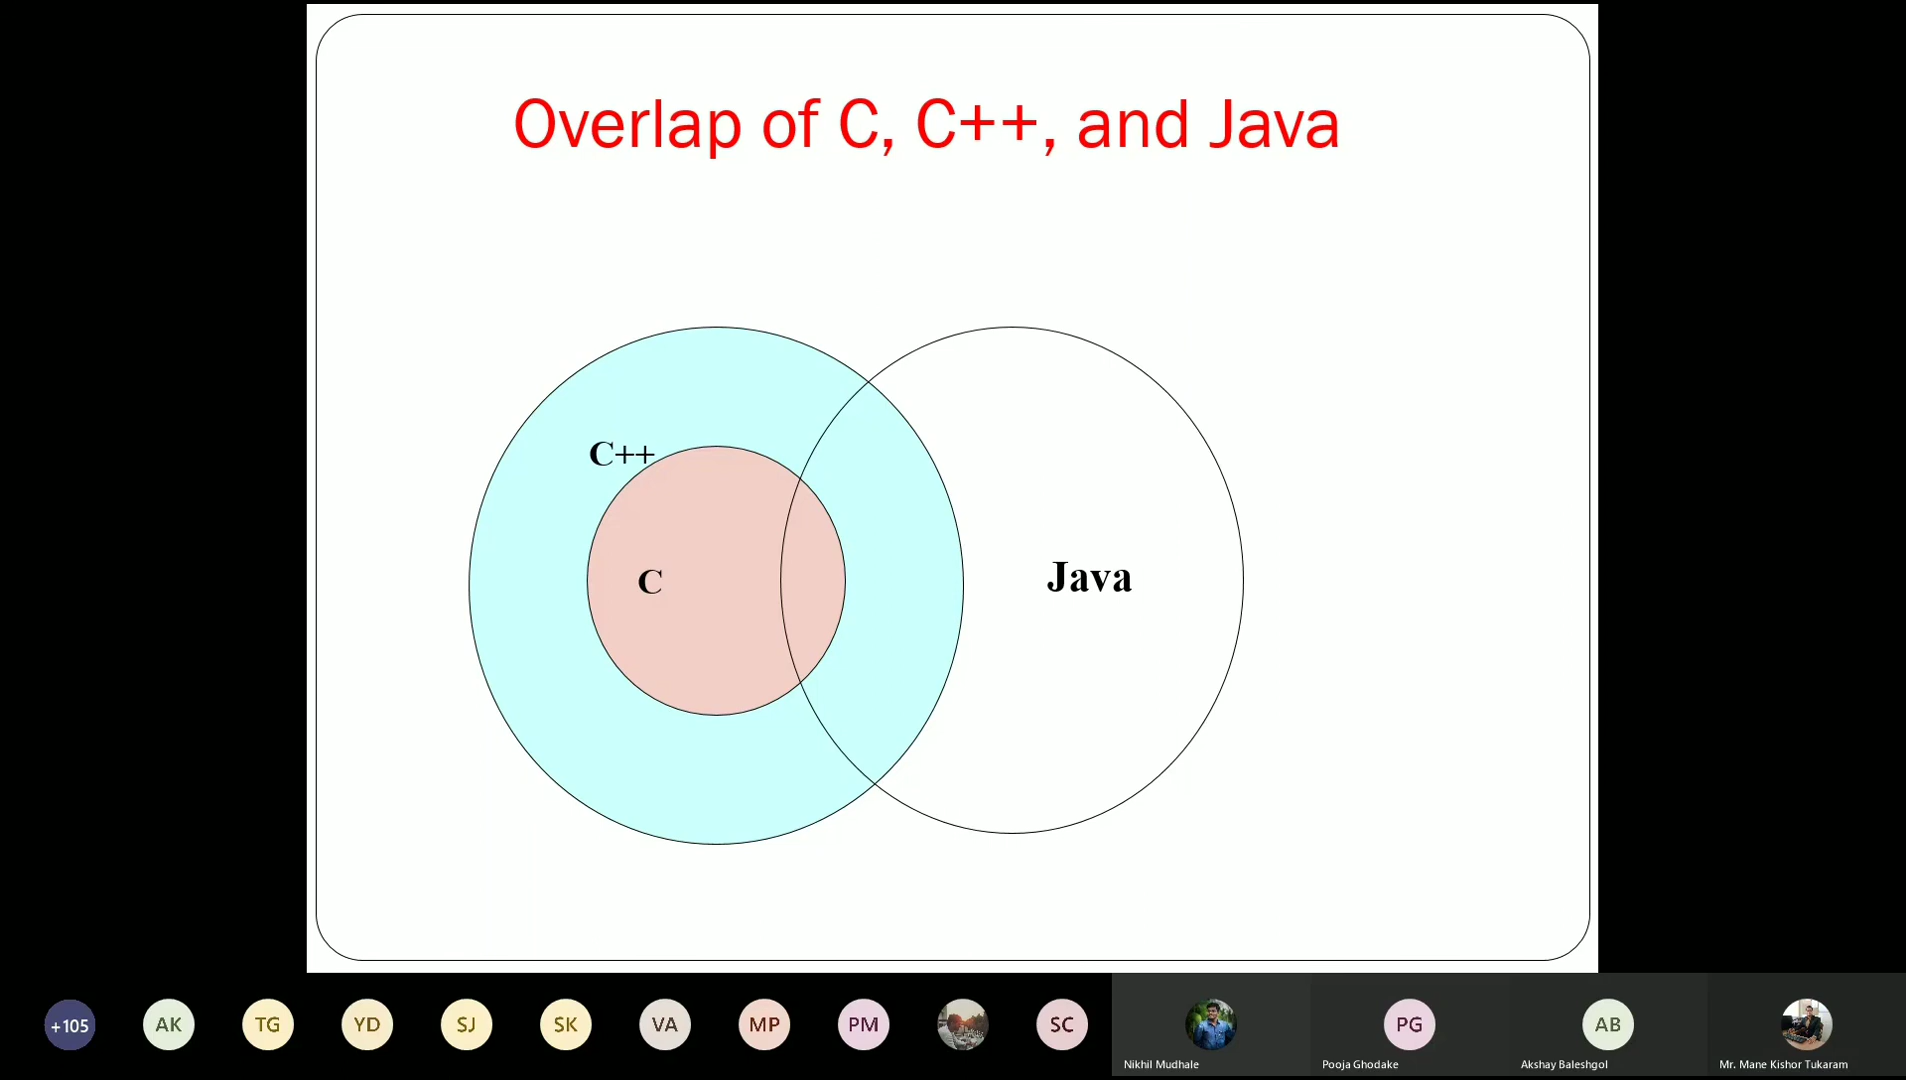 Overlap of C, C++, and Java
C++
C
Java
+105
AK
TG
YD
SJ
SK
VA
MP
PM
SC
PG
AB
Nikhil Mudhale
Pooja Ghodake
Akshay Baleshgol
Mr. Mane Kishor Tukaram